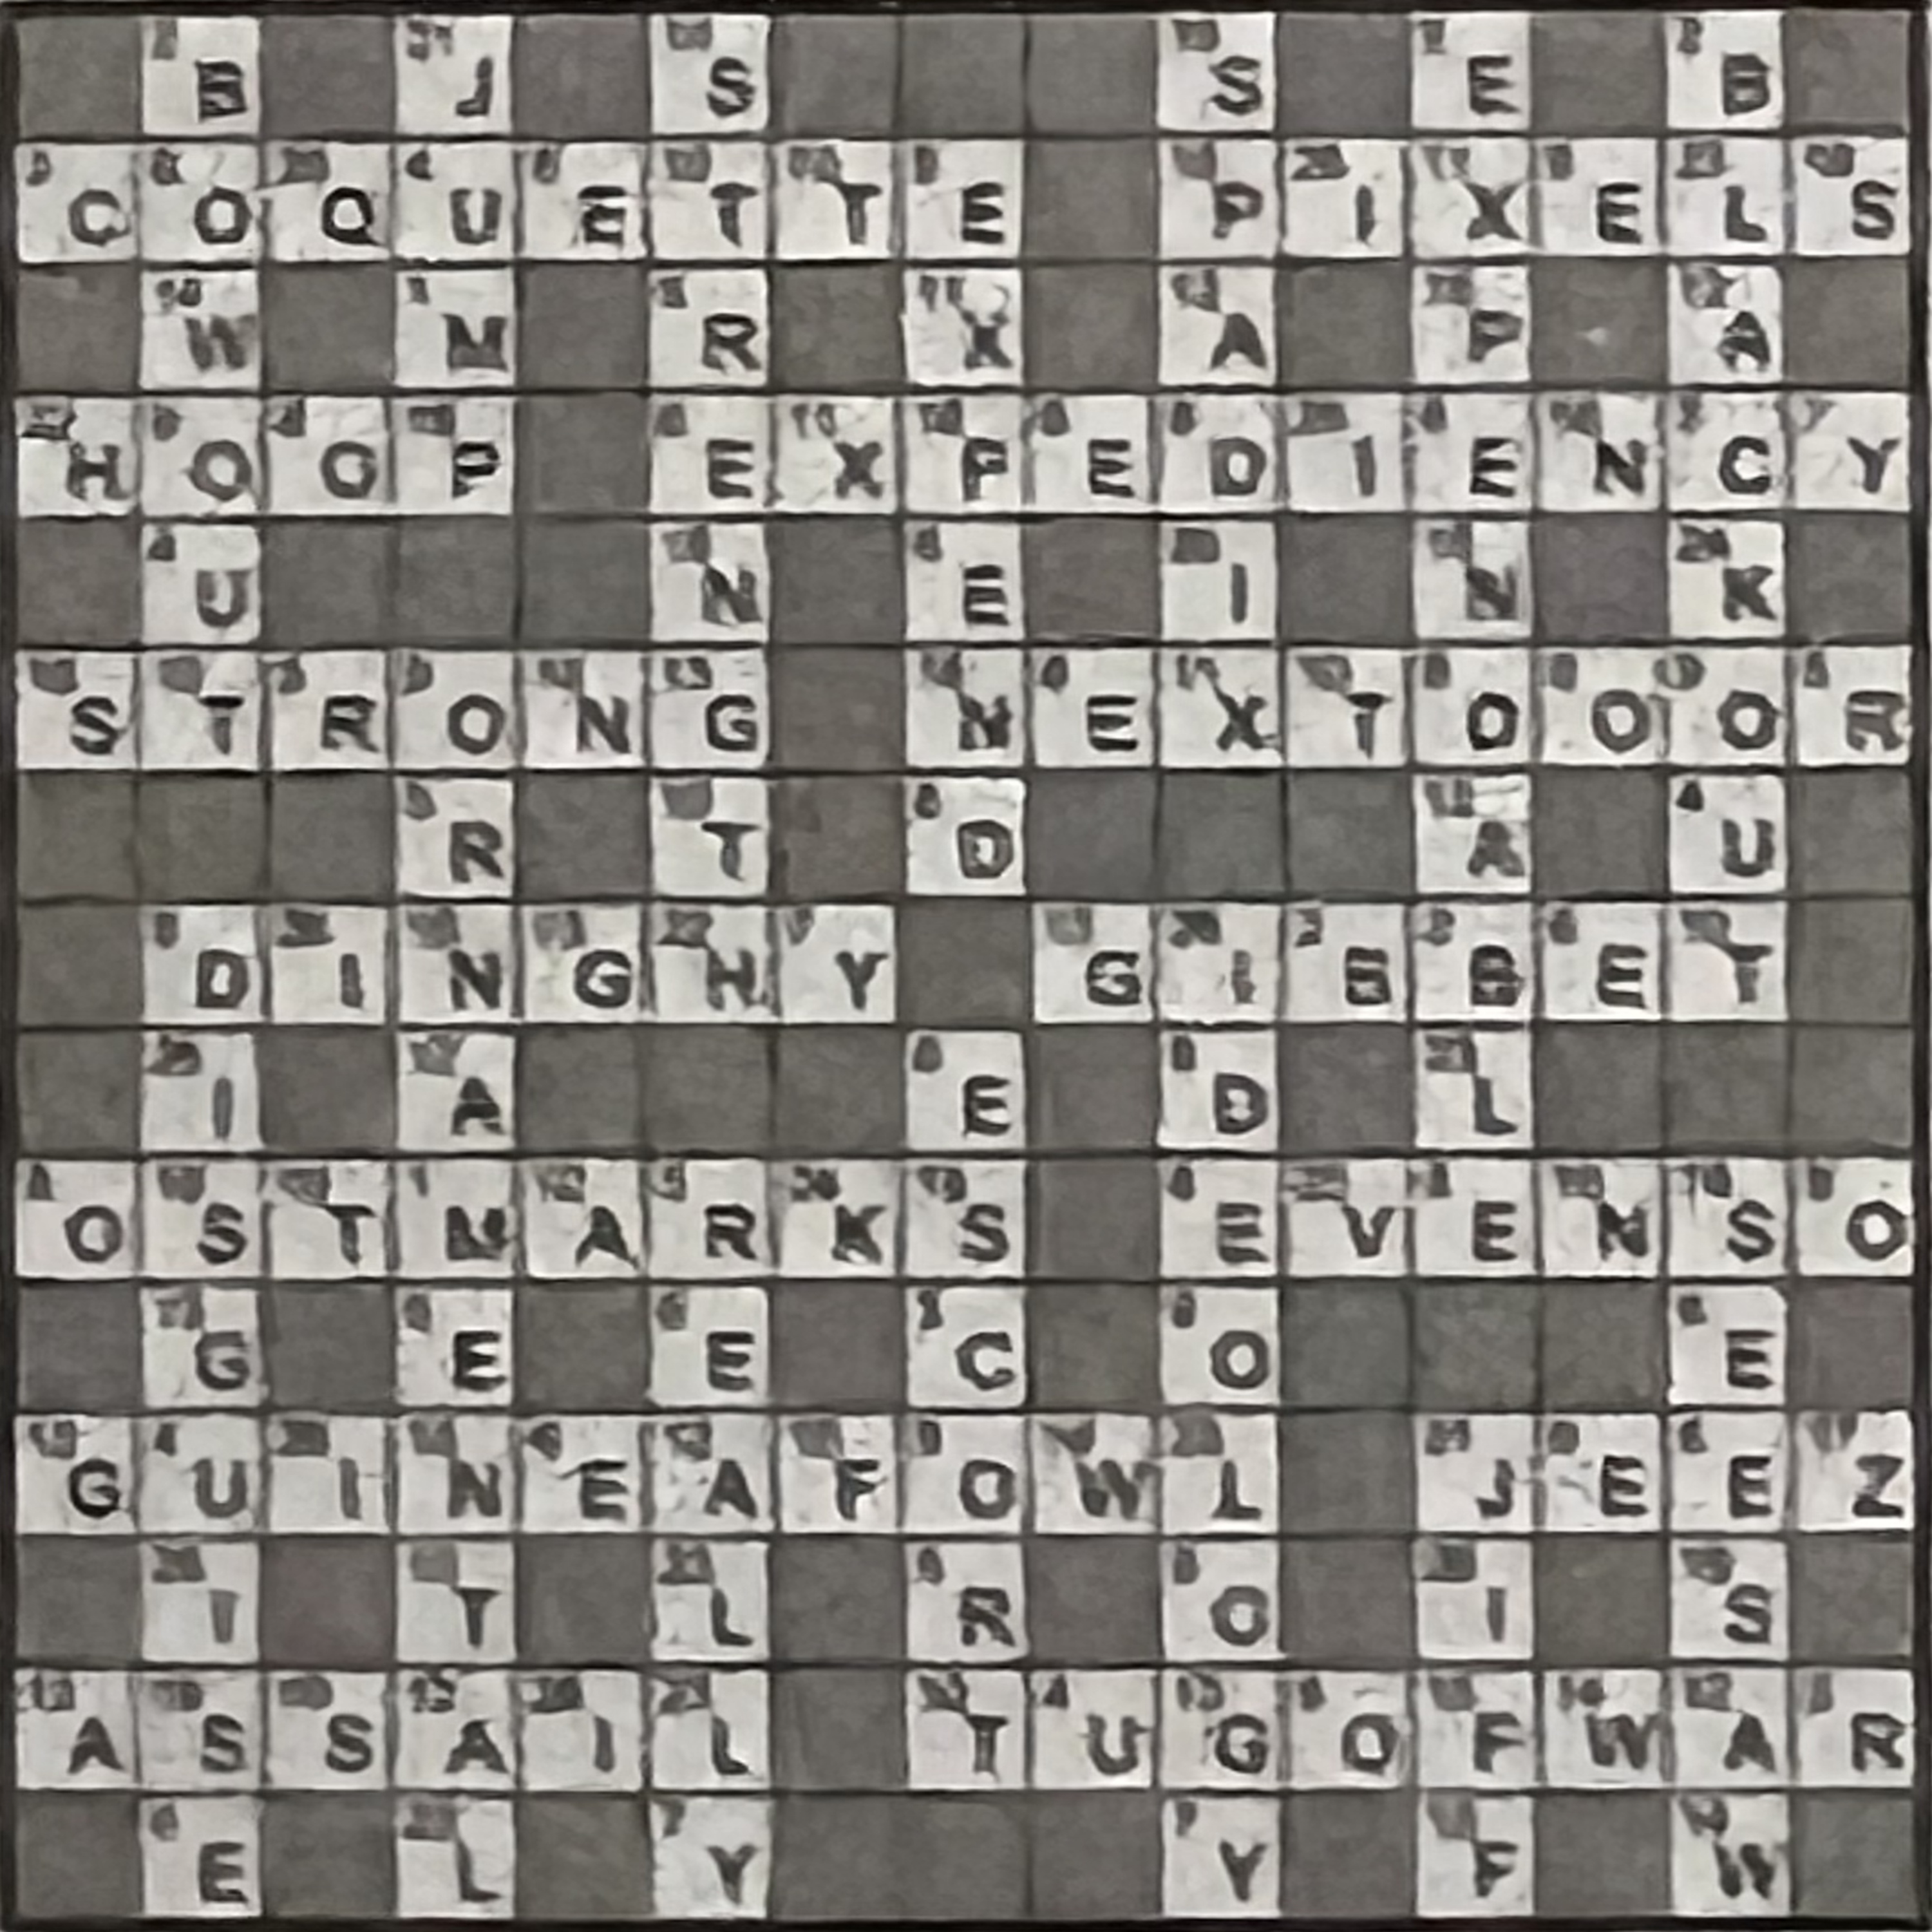 B J S S E B
COQUETTE PIXELS
W M R X A P A
HOOP EXPEDIENCY
U N E I N K
STRONG NEXTDOOR
R T D A U
DINGHY GIBBET
I A E D L
OSTMARKS EVENSO
G E E C O E
GUINEAFOWL JEEZ
I T L R O I S
ASSAIL TUGOFWAR
E L Y Y F W